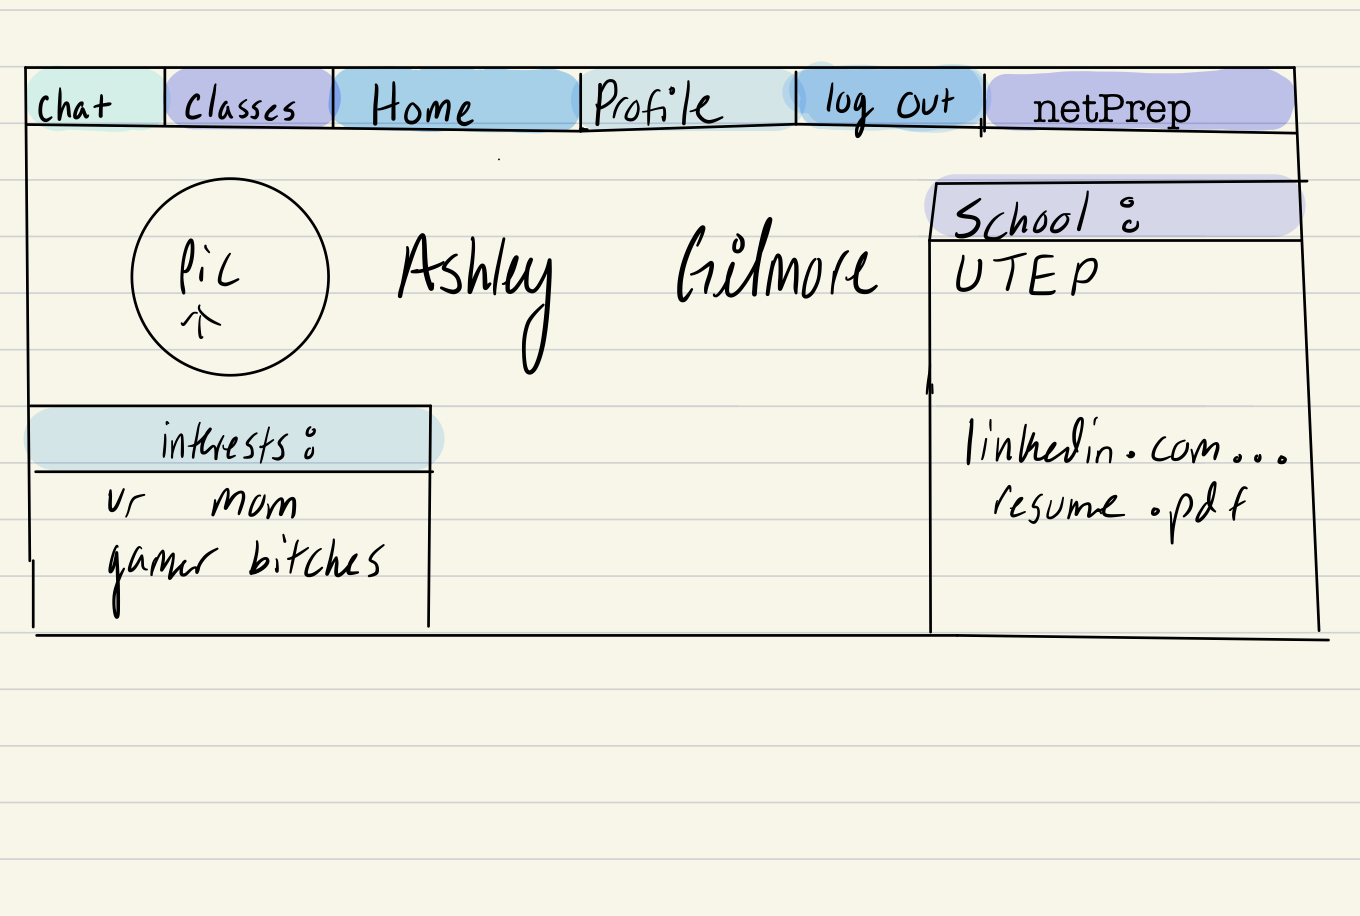 Chat Classes Home Profile log out netPrep
School:
Pic
Ashley Gilmore
UTEP
interests:
ur mom
gamer bitches
linkedin.com...
resume.pdf